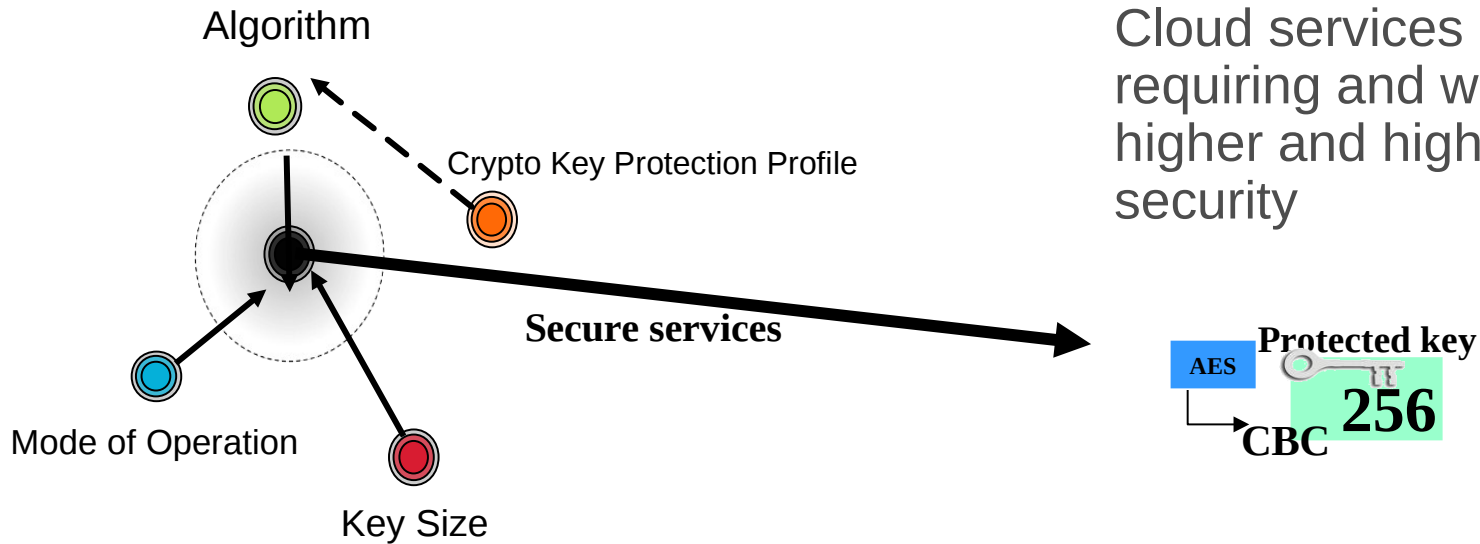 Algorithm
Cloud services
requiring and w
higher and high
security
Crypto Key Protection Profile
Secure services
Protected key
AES
256
CBC
Mode of Operation
Key Size